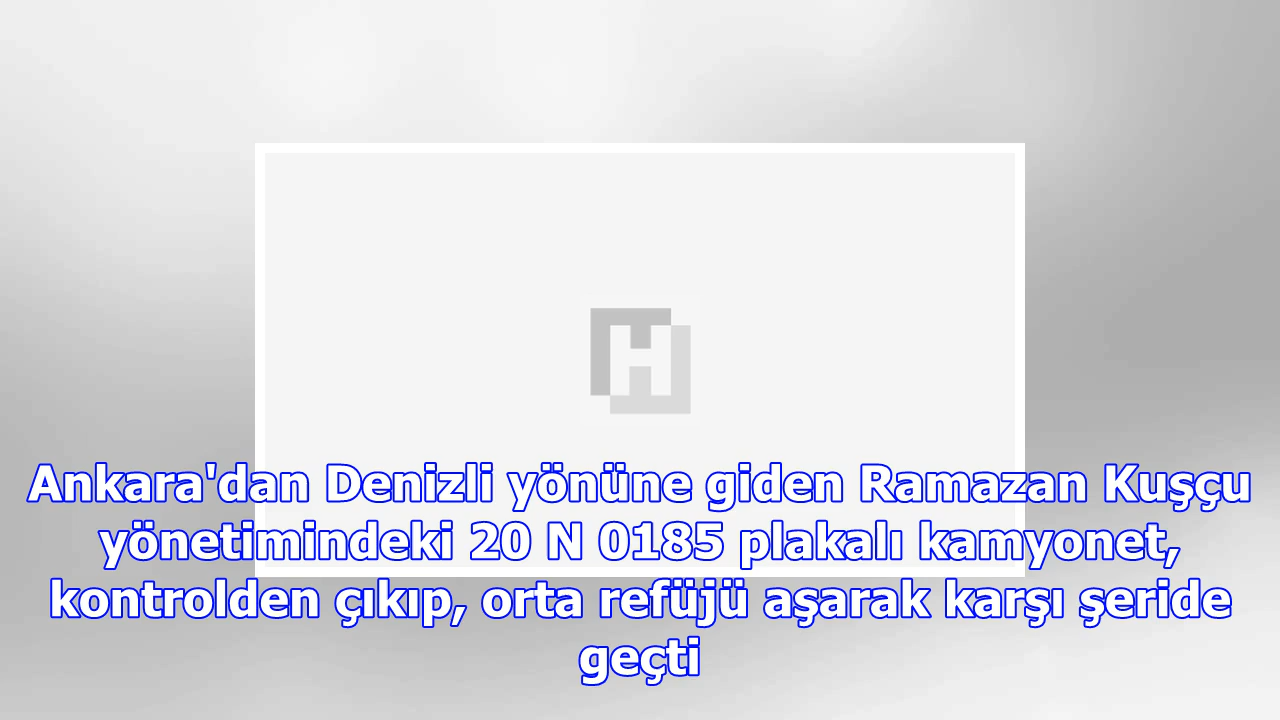 Ankara'dan Denizli yönüne giden Ramazan Kuşçu
yönetimindeki 20 N 0185 plakalı kamyonet,
kontrolden çıkıp, orta refüjü aşarak karşı şeride
geçti